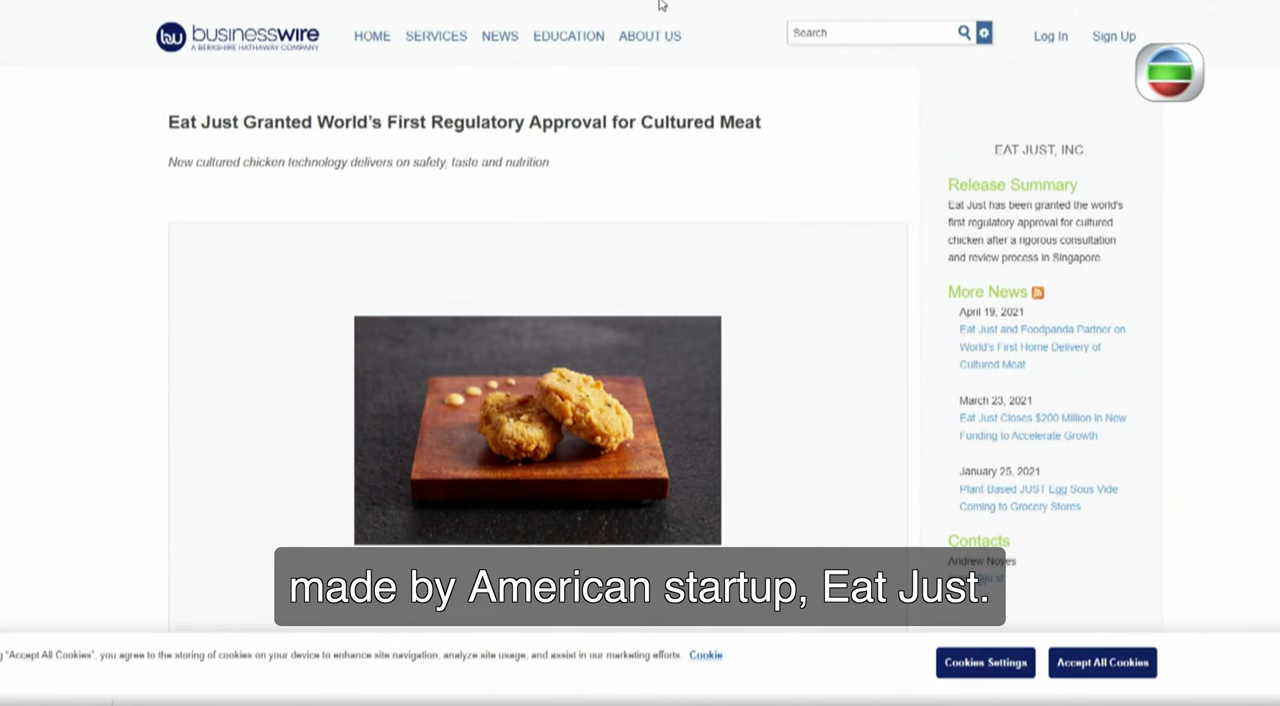 businesswire
A BERKSHIRE HATHAWAY COMPANY
HOME SERVICES NEWS EDUCATION ABOUT US
Search
Log In Sign Up
Eat Just Granted World's First Regulatory Approval for Cultured Meat
New cultured chicken technology delivers on safety, taste and nutrition
EAT JUST, INC.
Release Summary
Eat Just has been granted the world's
first regulatory approval for cultured
chicken after a rigorous consultation
and review process in Singapore.
More News
April 19, 2021
Eat Just and Foodpanda Partner on
World's First Home Delivery of
Cultured Meat
March 23, 2021
Eat Just Closes $200 Million in New
Funding to Accelerate Growth
January 25, 2021
Plant-Based JUST Egg Sous Vide
Coming to Grocery Stores
Contacts
Andrew Noyes
made by American startup, Eat Just.
"Accept All Cookies", you agree to the storing of cookies on your device to enhance site navigation, analyze site usage, and assist in our marketing efforts. Cookie
Cookies Settings
Accept All Cookies